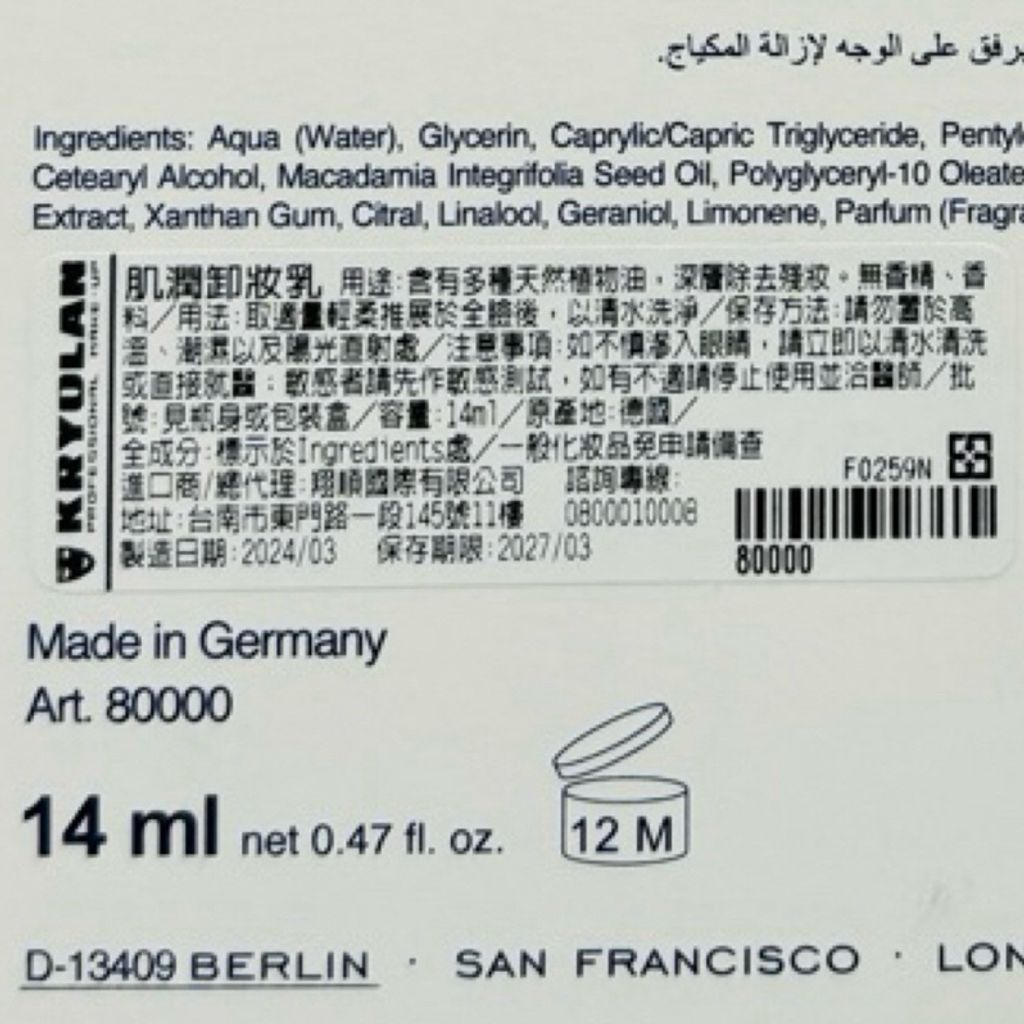 يرفق على الوجه لإزالة المكياج.
Ingredients: Aqua (Water), Glycerin, Caprylic/Capric Triglyceride, Pentyl
Cetearyl Alcohol, Macadamia Integrifolia Seed Oil, Polyglyceryl-10 Oleate
Extract, Xanthan Gum, Citral, Linalool, Geraniol, Limonene, Parfum (Fragra
KRYOLAN
PROFESSIONAL MAKE-UP
肌潤卸妝乳 用途:含有多種天然植物油，深層除去殘妝。無香精、香
料/用法:取適量輕柔推展於全臉後，以清水洗淨/保存方法:請勿置於高
溫、潮濕以及陽光直射處/注意事項:如不慎滲入眼睛，請立即以清水清洗
或直接就醫；敏感者請先作敏感測試，如有不適請停止使用並洽醫師/批
號:見瓶身或包裝盒/容量:14ml/原產地:德國/
全成分:標示於Ingredients處/一般化妝品免申請備查
進口商/總代理:翔順國際有限公司 諮詢專線:
地址:台南市東門路一段145號11樓 0800010008
製造日期:2024/03 保存期限:2027/03
F0259N
80000
Made in Germany
Art. 80000
14 ml net 0.47 fl. oz.
12 M
D-13409 BERLIN · SAN FRANCISCO · LON